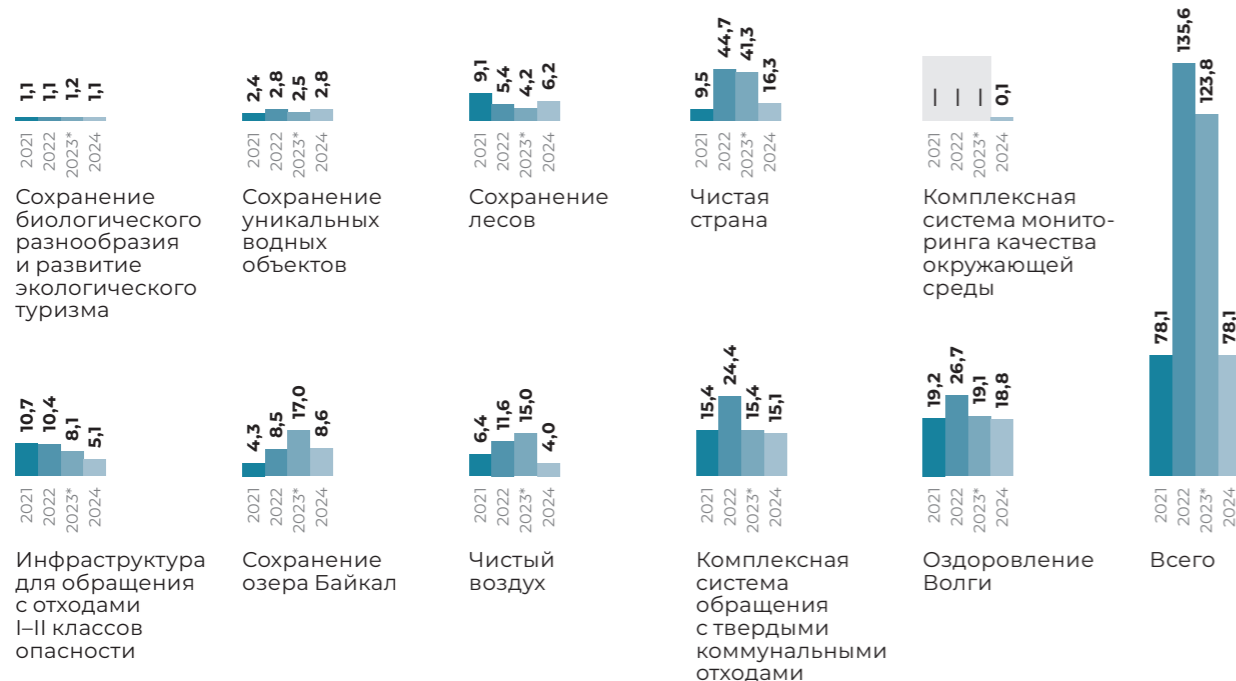 1,1 1,1 1,2 1,1
2021 2022 2023* 2024
Сохранение
биологического
разнообразия
и развитие
экологического
туризма
2,4 2,8 2,5 2,8
2021 2022 2023* 2024
Сохранение
уникальных
водных
объектов
9,1 5,4 4,2 6,2
2021 2022 2023* 2024
Сохранение
лесов
9,5 44,7 41,3 16,3
2021 2022 2023* 2024
Чистая
страна
— — — 0,1
2021 2022 2023* 2024
Комплексная
система монито-
ринга качества
окружающей
среды
10,7 10,4 8,1 5,1
2021 2022 2023* 2024
Инфраструктура
для обращения
с отходами
I–II классов
опасности
4,3 8,5 17,0 8,6
2021 2022 2023* 2024
Сохранение
озера Байкал
6,4 11,6 15,0 4,0
2021 2022 2023* 2024
Чистый
воздух
15,4 24,4 15,4 15,1
2021 2022 2023* 2024
Комплексная
система
обращения
с твердыми
коммунальными
отходами
19,2 26,7 19,1 18,8
2021 2022 2023* 2024
Оздоровление
Волги
78,1 135,6 123,8 78,1
2021 2022 2023* 2024
Всего